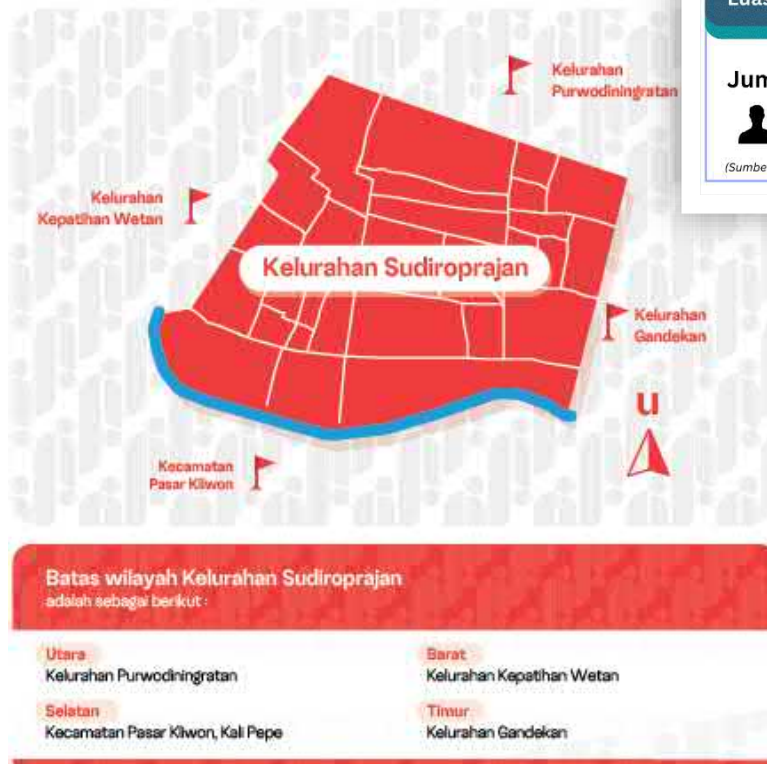 Kelurahan
Purwodiningratan
Kelurahan
Kepatihan Wetan
Kelurahan Sudiroprajan
Kelurahan
Gandekan
u
Kecamatan
Pasar Kliwon
Batas wilayah Kelurahan Sudiroprajan
adalah sebagai berikut :
Utara
Kelurahan Purwodiningratan
Barat
Kelurahan Kepatihan Wetan
Selatan
Kecamatan Pasar Kliwon, Kali Pepe
Timur
Kelurahan Gandekan